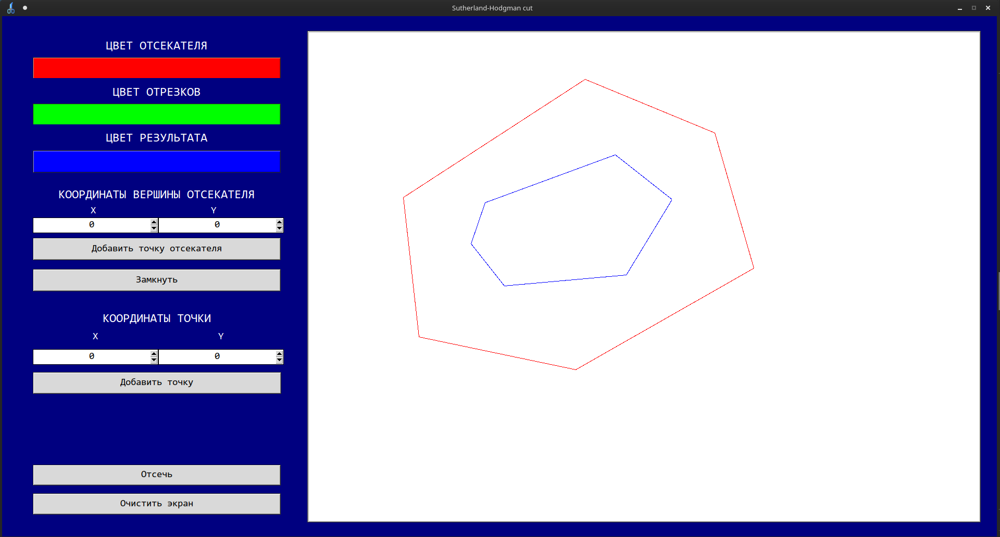 Sutherland-Hodgman cut
ЦВЕТ ОТСЕКАТЕЛЯ
ЦВЕТ ОТРЕЗКОВ
ЦВЕТ РЕЗУЛЬТАТА
КООРДИНАТЫ ВЕРШИНЫ ОТСЕКАТЕЛЯ
X Y
0 0
Добавить точку отсекателя
Замкнуть
КООРДИНАТЫ ТОЧКИ
X Y
0 0
Добавить точку
Отсечь
Очистить экран